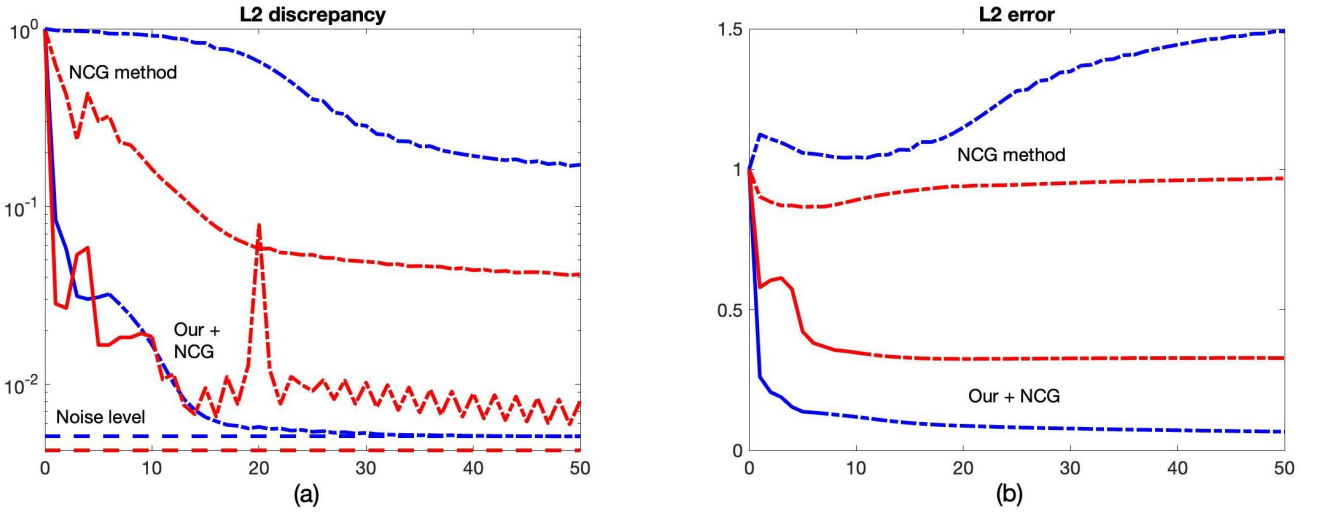 L2 discrepancy
10^0
NCG method
10^-1
Our +
NCG
10^-2
Noise level
0 10 20 30 40 50
(a)
L2 error
1.5
NCG method
1
0.5
Our + NCG
0
0 10 20 30 40 50
(b)